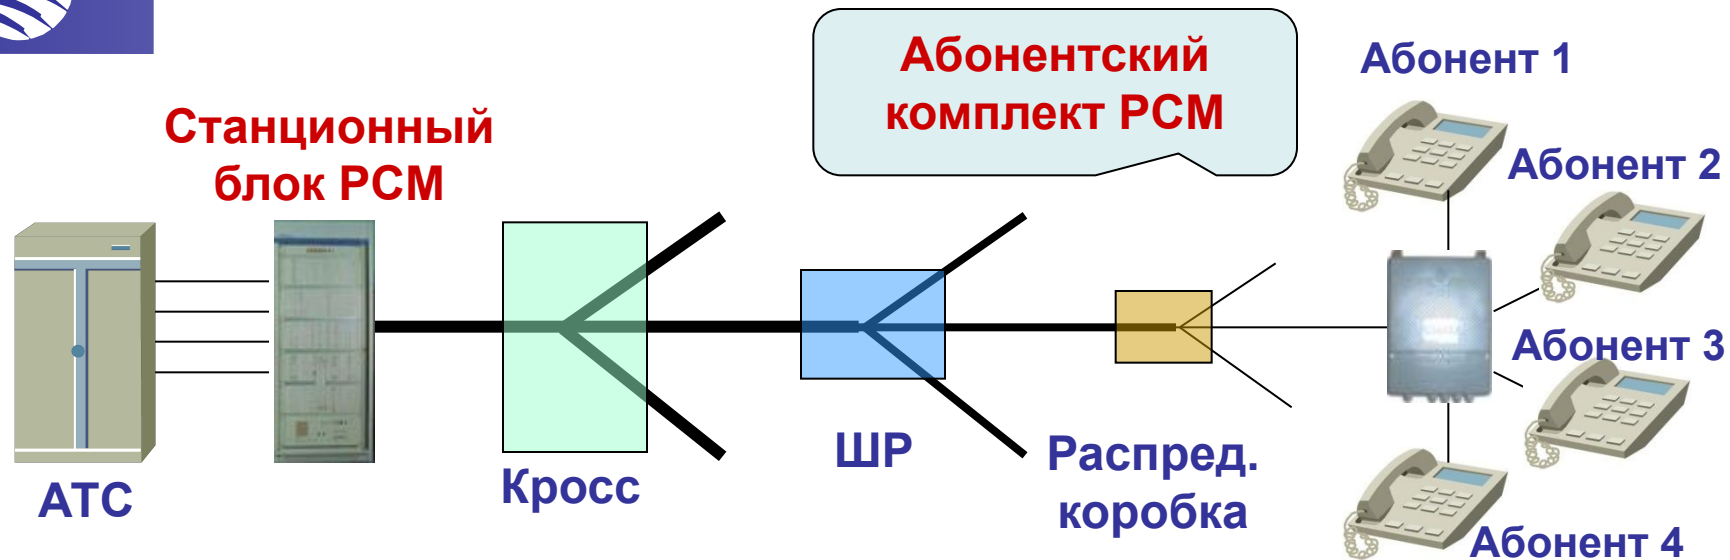 Абонентский
комплект РСМ
Абонент 1
Станционный
блок РСМ
Абонент 2
Абонент 3
АТС
Кросс
ШР
Распред.
коробка
Абонент 4